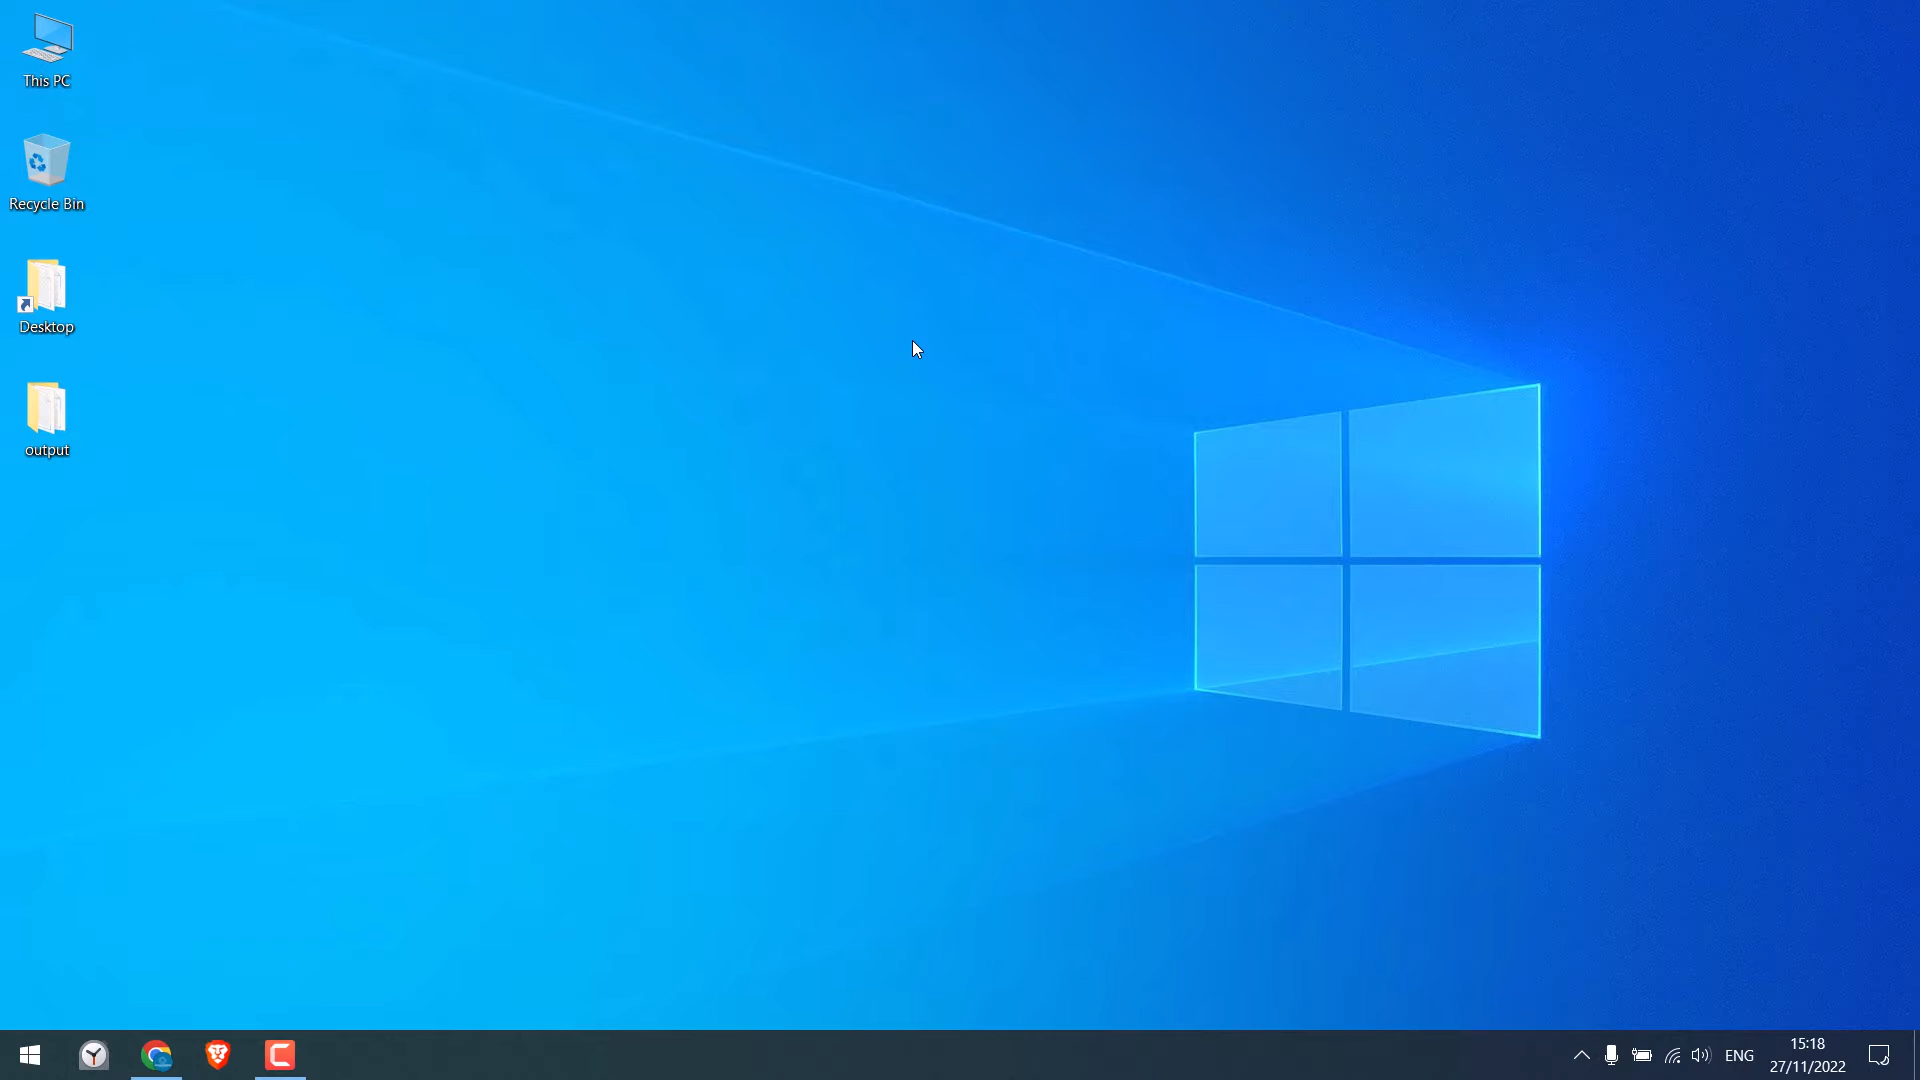 This PC
Recycle Bin
Desktop
output
ENG
15:18
27/11/2022